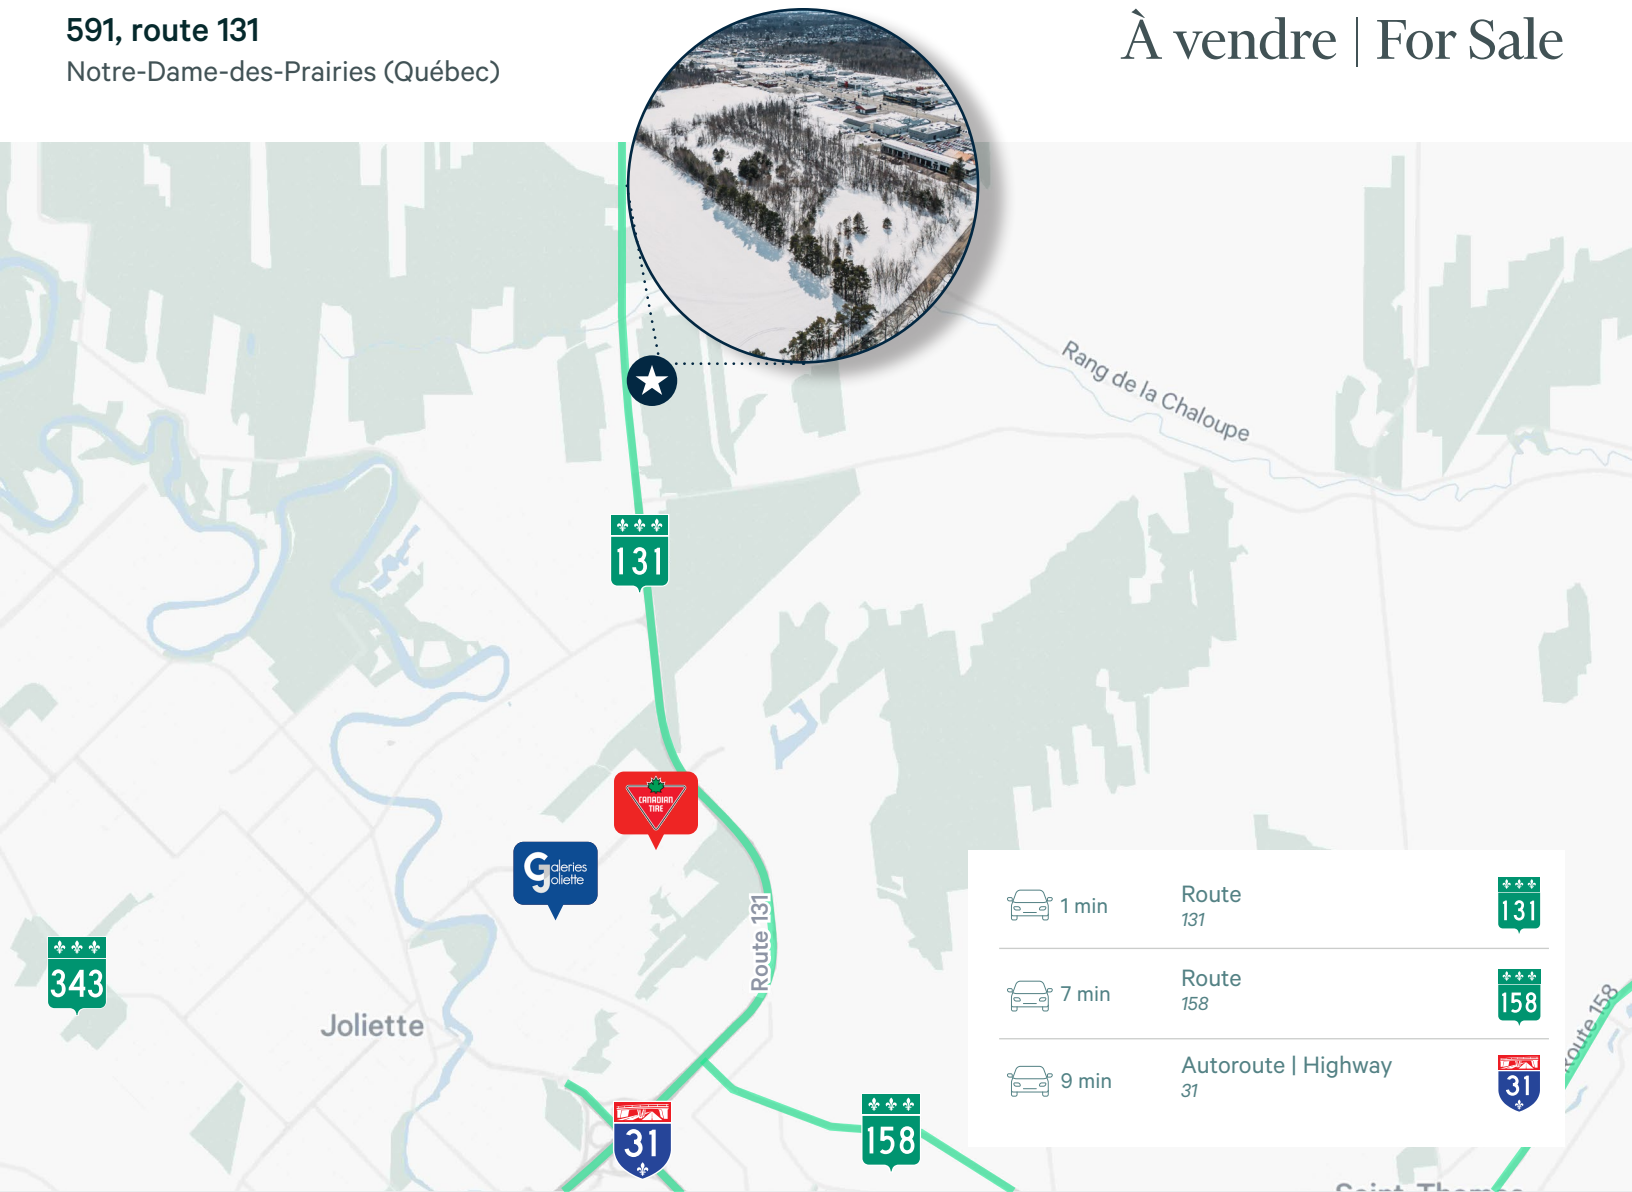 591, route 131
Notre-Dame-des-Prairies (Québec)
À vendre | For Sale
Rang de la Chaloupe
131
CANADIAN
TIRE
Galeries
Joliette
Route 131
343
Joliette
31
158
1 min
Route
131
131
7 min
Route
158
158
9 min
Autoroute | Highway
31
31
Route 158